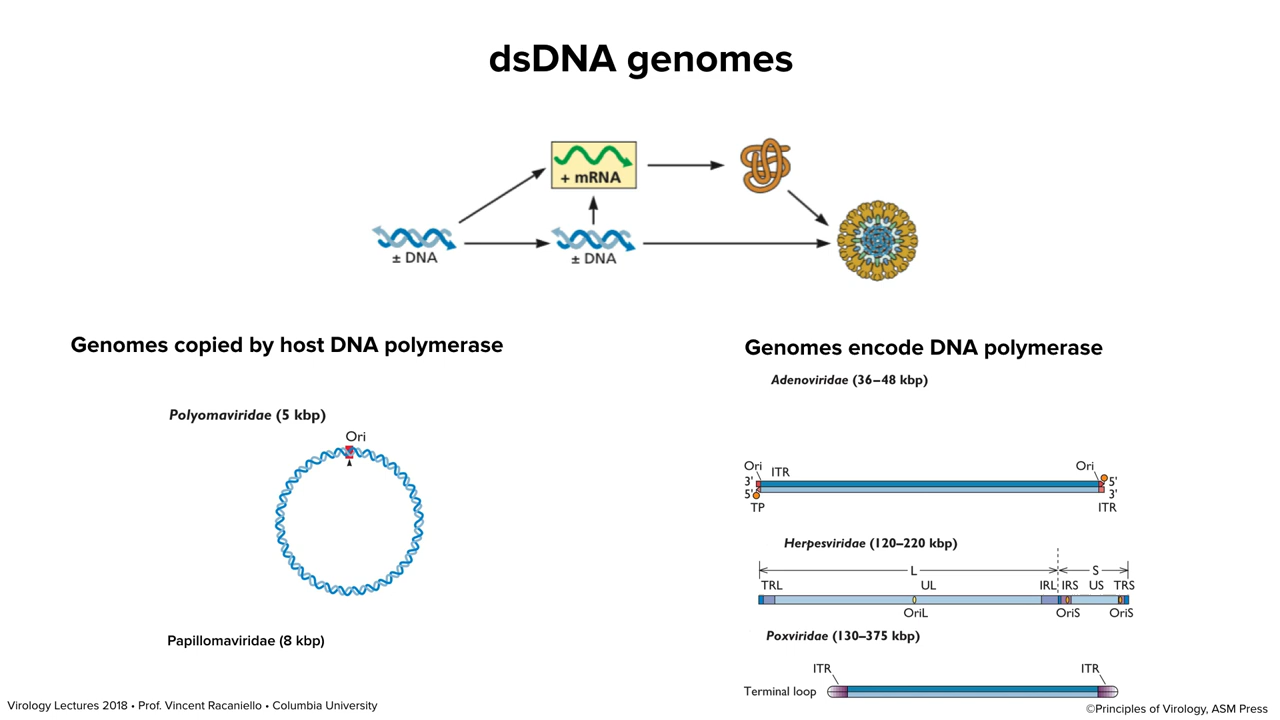 dsDNA genomes
+ mRNA
± DNA
± DNA
Genomes copied by host DNA polymerase
Polyomaviridae (5 kbp)
Ori
Papillomaviridae (8 kbp)
Genomes encode DNA polymerase
Adenoviridae (36–48 kbp)
Ori ITR Ori
3' 5'
5' 3'
TP ITR
Herpesviridae (120–220 kbp)
L S
TRL UL IRL IRS US TRS
OriL OriS OriS
Poxviridae (130–375 kbp)
ITR ITR
Terminal loop
Virology Lectures 2018 • Prof. Vincent Racaniello • Columbia University
©Principles of Virology, ASM Press